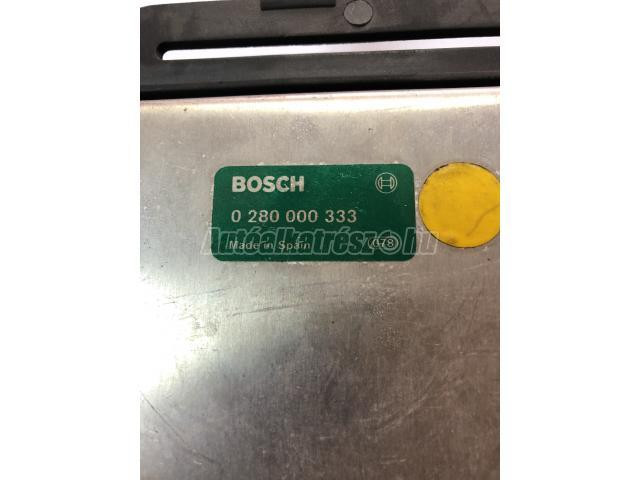 BOSCH
0 280 000 333
Autóalkatrész.hu
Made in Spain 078